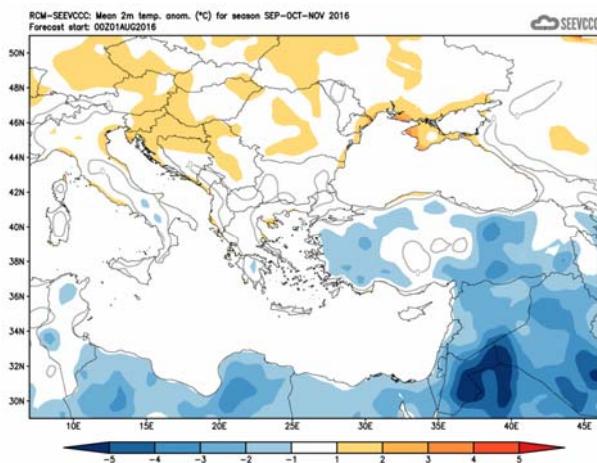 RCM-SEEVCCC: Mean 2m temp. anom. (°C) for season SEP-OCT-NOV 2016
Forecast start: 00Z01AUG2016
SEEVCCC
50N
48N
46N
44N
42N
40N
38N
36N
34N
32N
30N
10E 15E 20E 25E 30E 35E 40E 45E
-5 -4 -3 -2 -1 1 2 3 4 5